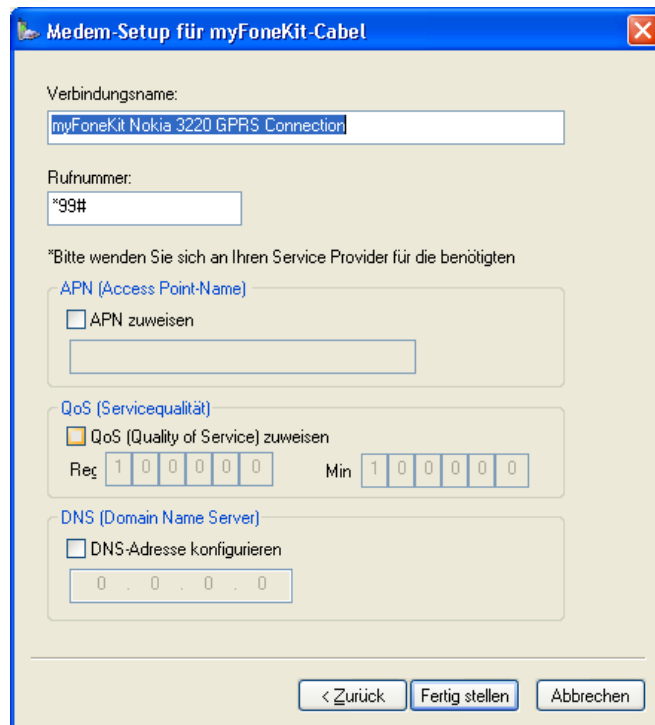 Medem-Setup für myFoneKit-Cabel
Verbindungsname:
myFoneKit Nokia 3220 GPRS Connection
Rufnummer:
*99#
*Bitte wenden Sie sich an Ihren Service Provider für die benötigten
APN (Access Point-Name)
APN zuweisen
QoS (Servicequalität)
QoS (Quality of Service) zuweisen
Reg 1 0 0 0 0 0 Min 1 0 0 0 0 0
DNS (Domain Name Server)
DNS-Adresse konfigurieren
0 . 0 . 0 . 0
< Zurück Fertig stellen Abbrechen